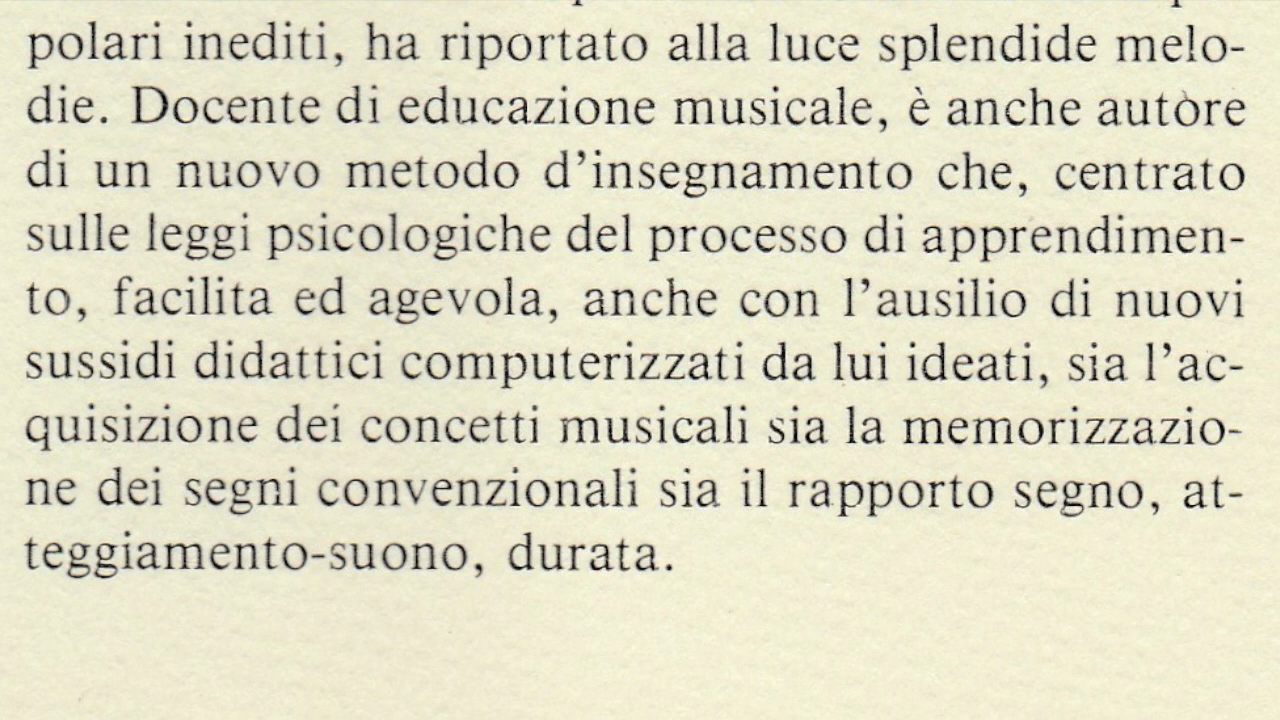 polari inediti, ha riportato alla luce splendide melo-
die. Docente di educazione musicale, è anche autore
di un nuovo metodo d’insegnamento che, centrato
sulle leggi psicologiche del processo di apprendimen-
to, facilita ed agevola, anche con l’ausilio di nuovi
sussidi didattici computerizzati da lui ideati, sia l’ac-
quisizione dei concetti musicali sia la memorizzazio-
ne dei segni convenzionali sia il rapporto segno, at-
teggiamento-suono, durata.